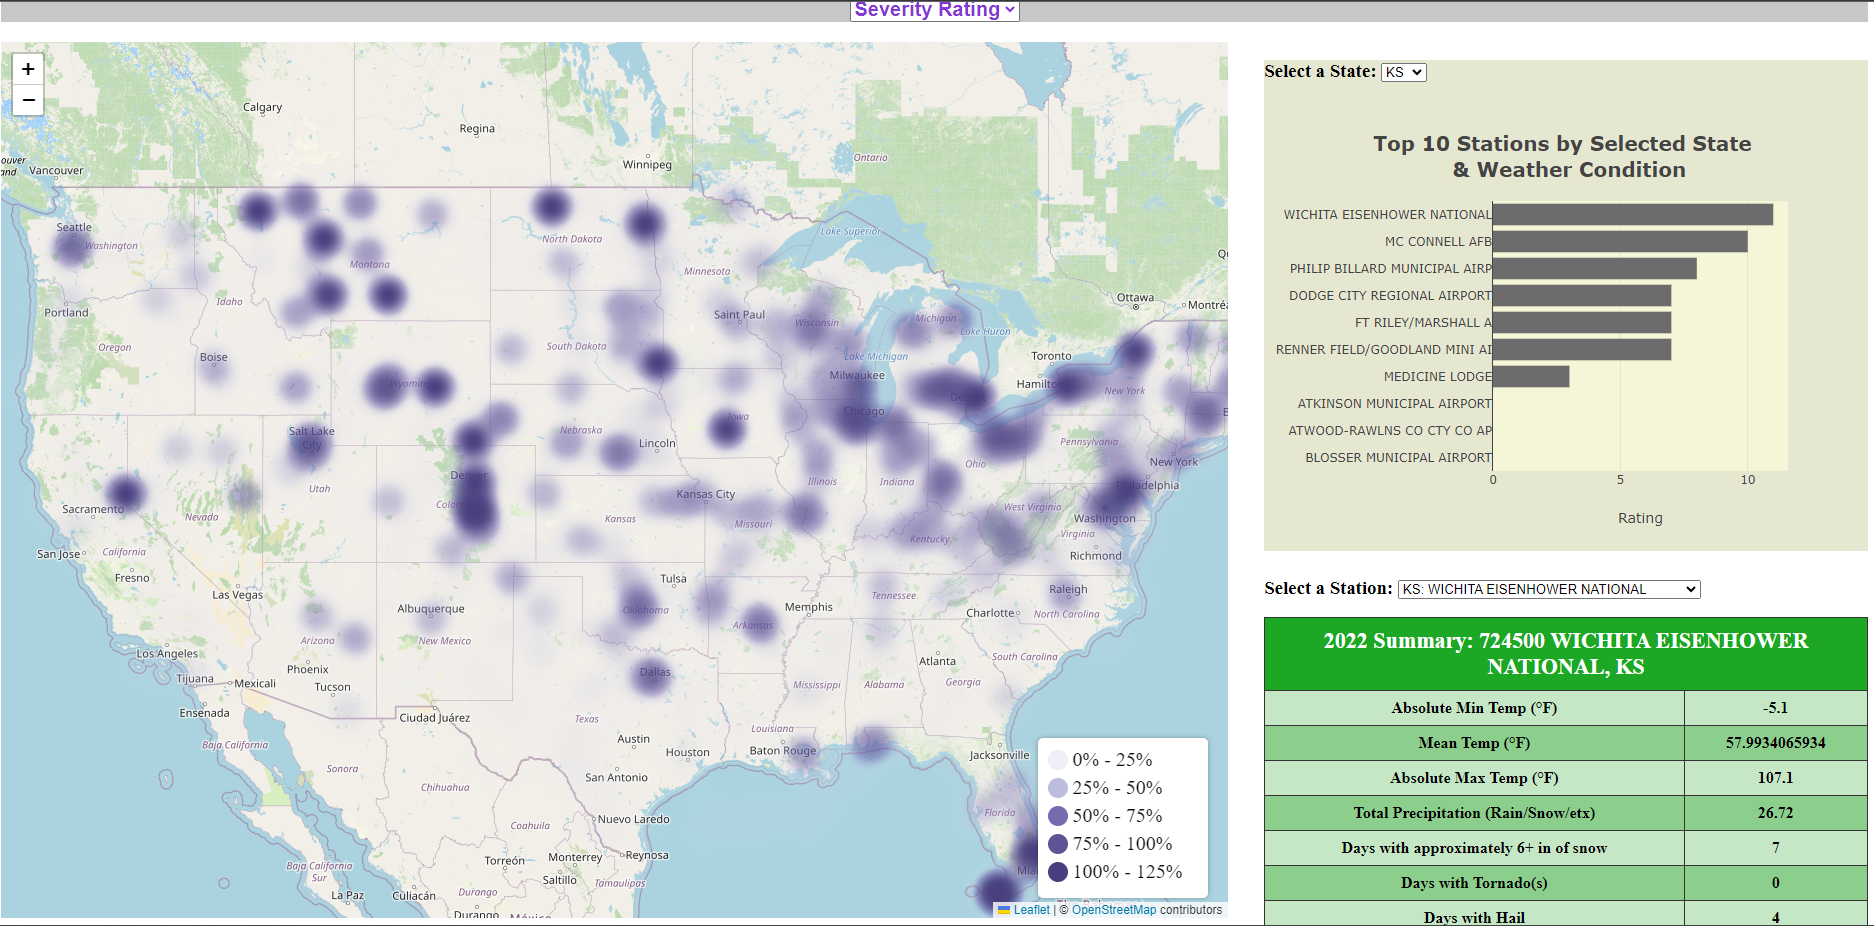 Severity Rating
+
−
Calgary
Regina
Winnipeg
Ontario
ouver
and
Vancouver
Seattle
Washington
Montana
North Dakota
Minnesota
Lake Superior
Idaho
Portland
Oregon
Boise
Wyoming
South Dakota
Saint Paul
Wisconsin
Michigan
Lake Huron
Lake Michigan
Ottawa
Montréa
Toronto
Hamilton
Milwaukee
Chicago
New York
Iowa
Nebraska
Lincoln
Salt Lake
City
Utah
Nevada
Sacramento
San Jose
California
Fresno
Las Vegas
Denver
Kansas City
Kansas
Missouri
Illinois
Indiana
Ohio
Pennsylvania
New York
Philadelphia
Washington
West Virginia
Virginia
Richmond
Kentucky
Tulsa
Oklahoma
Arkansas
Memphis
Tennessee
Raleigh
Charlotte
North Carolina
South Carolina
Atlanta
Georgia
Alabama
Mississippi
Albuquerque
New Mexico
Arizona
Phoenix
Tucson
Los Angeles
Tijuana
Mexicali
Ensenada
Baja California
Sonora
Ciudad Juárez
Chihuahua
Dallas
Texas
Austin
Houston
San Antonio
Louisiana
Baton Rouge
Jacksonville
Florida
Coahuila
Nuevo Laredo
Torreón
Monterrey
Reynosa
Saltillo
Tamaulipas
Baja California
Sur
La Paz
Culiacán
Durango
Durango
México
0% - 25%
25% - 50%
50% - 75%
75% - 100%
100% - 125%
Leaflet | © OpenStreetMap contributors
Select a State: KS
Top 10 Stations by Selected State
& Weather Condition
WICHITA EISENHOWER NATIONAL
MC CONNELL AFB
PHILIP BILLARD MUNICIPAL AIRP
DODGE CITY REGIONAL AIRPORT
FT RILEY/MARSHALL A
RENNER FIELD/GOODLAND MINI AI
MEDICINE LODGE
ATKINSON MUNICIPAL AIRPORT
ATWOOD-RAWLNS CO CTY CO AP
BLOSSER MUNICIPAL AIRPORT
0 5 10
Rating
Select a Station: KS: WICHITA EISENHOWER NATIONAL
2022 Summary: 724500 WICHITA EISENHOWER
NATIONAL, KS
Absolute Min Temp (°F) -5.1
Mean Temp (°F) 57.9934065934
Absolute Max Temp (°F) 107.1
Total Precipitation (Rain/Snow/etx) 26.72
Days with approximately 6+ in of snow 7
Days with Tornado(s) 0
Days with Hail 4